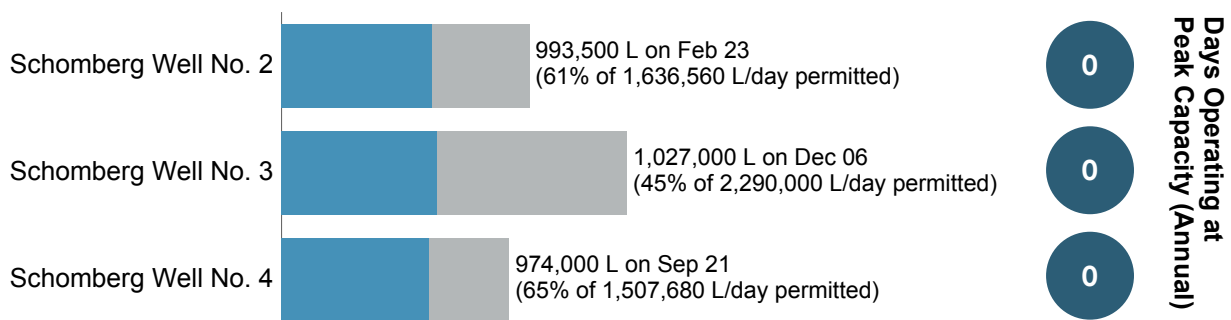 Schomberg Well No. 2
993,500 L on Feb 23
(61% of 1,636,560 L/day permitted)
0
Schomberg Well No. 3
1,027,000 L on Dec 06
(45% of 2,290,000 L/day permitted)
0
Schomberg Well No. 4
974,000 L on Sep 21
(65% of 1,507,680 L/day permitted)
0
Days Operating at
Peak Capacity (Annual)